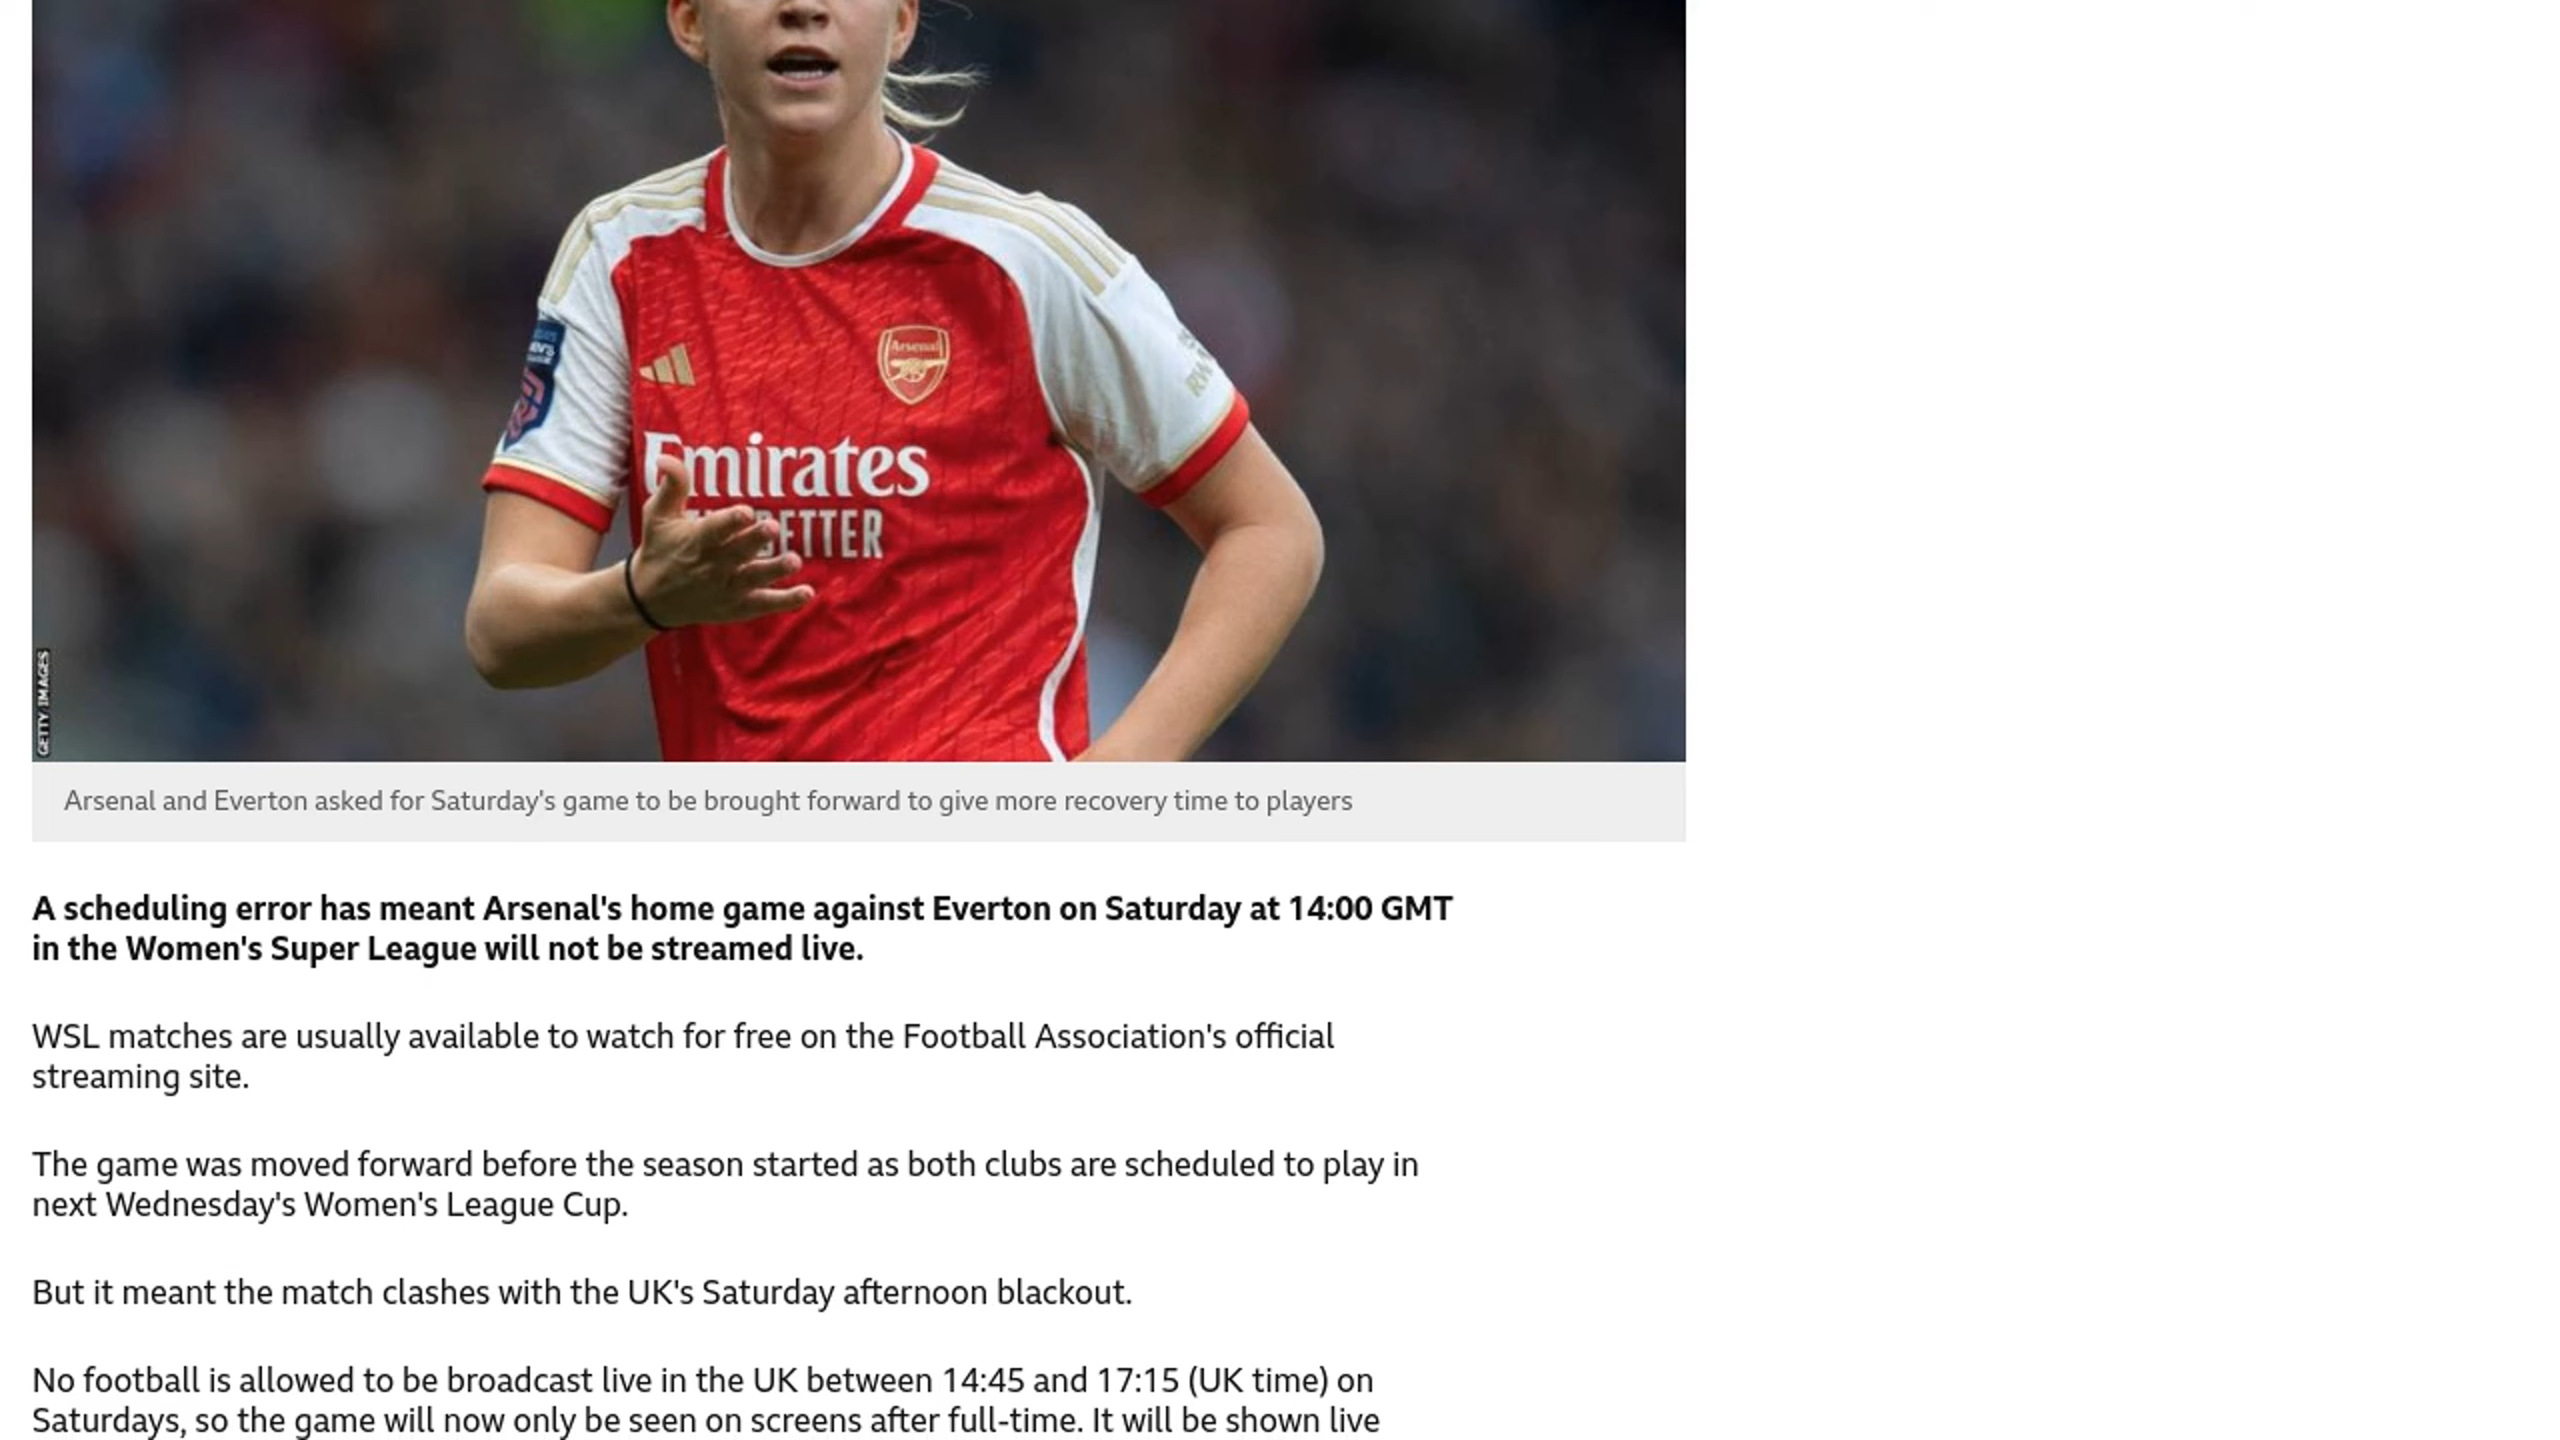 Arsenal
Emirates
BETTER
GETTY IMAGES
Arsenal and Everton asked for Saturday's game to be brought forward to give more recovery time to players
A scheduling error has meant Arsenal's home game against Everton on Saturday at 14:00 GMT
in the Women's Super League will not be streamed live.
WSL matches are usually available to watch for free on the Football Association's official
streaming site.
The game was moved forward before the season started as both clubs are scheduled to play in
next Wednesday's Women's League Cup.
But it meant the match clashes with the UK's Saturday afternoon blackout.
No football is allowed to be broadcast live in the UK between 14:45 and 17:15 (UK time) on
Saturdays, so the game will now only be seen on screens after full-time. It will be shown live